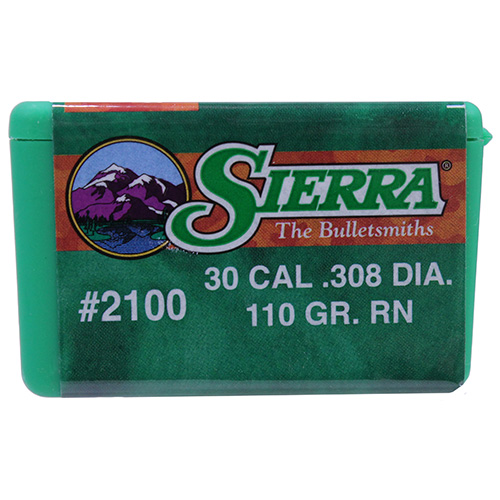 SIERRA®
The Bulletsmiths
#2100
30 CAL .308 DIA.
110 GR. RN